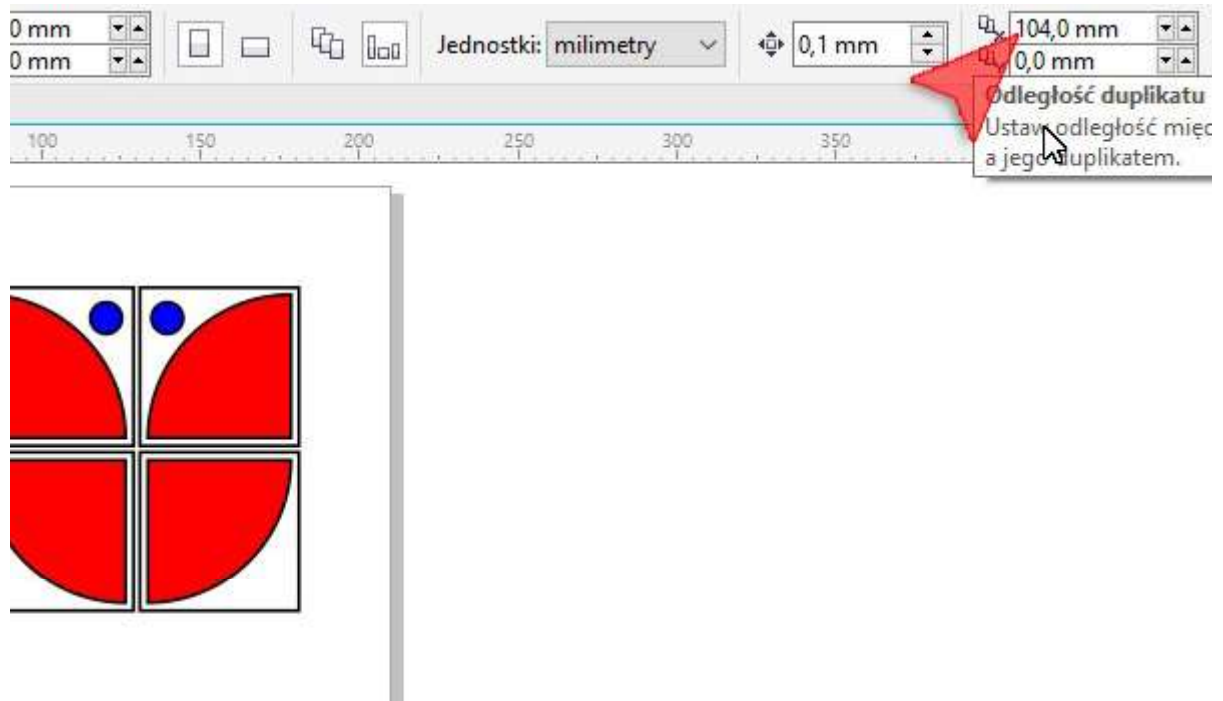 0 mm
0 mm
Jednostki: milimetry
0,1 mm
104,0 mm
0,0 mm
100 150 200 250 300 350
Odległość duplikatu
Ustaw odległość międ
a jego duplikatem.